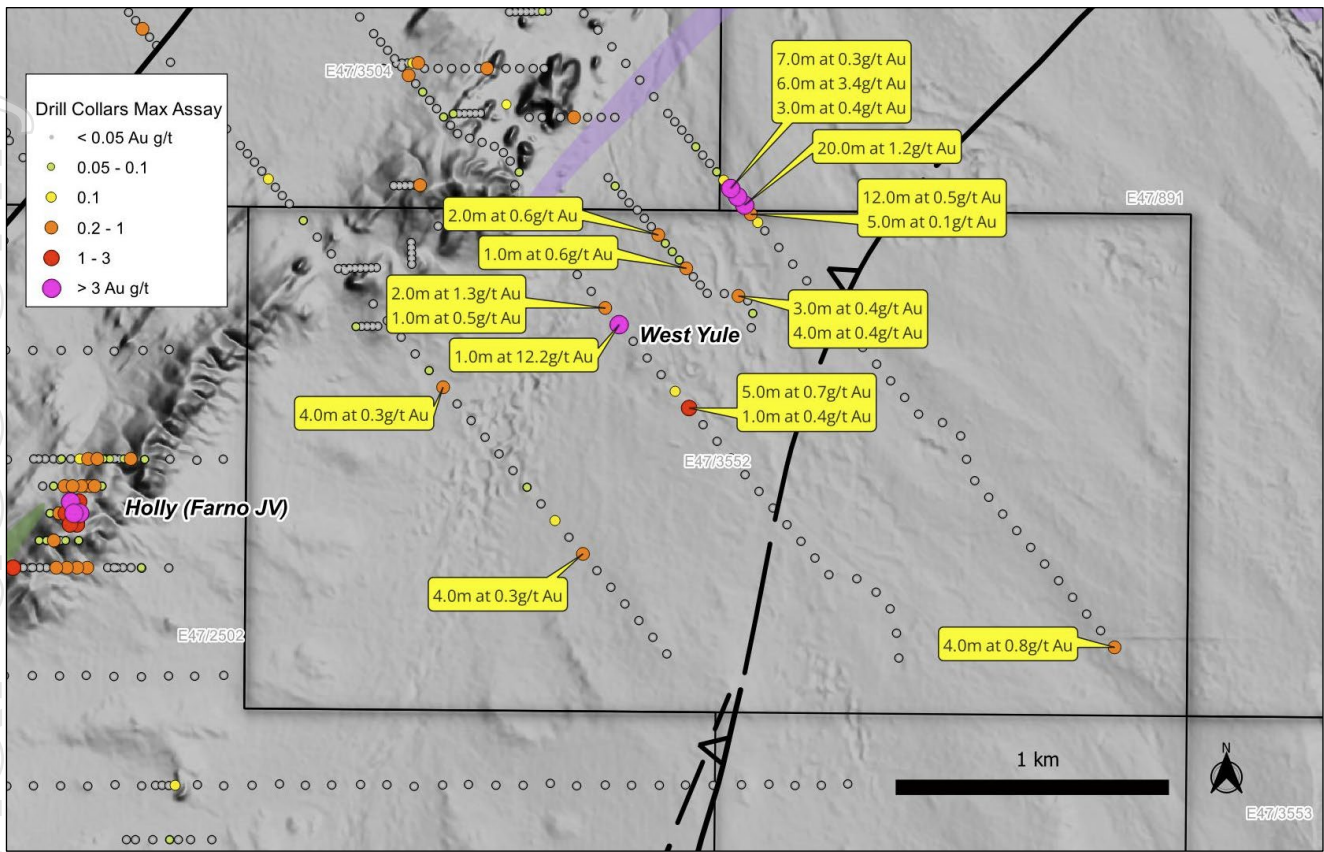 E47/3504
Drill Collars Max Assay
< 0.05 Au g/t
0.05 - 0.1
0.1
0.2 - 1
1 - 3
> 3 Au g/t
7.0m at 0.3g/t Au
6.0m at 3.4g/t Au
3.0m at 0.4g/t Au
20.0m at 1.2g/t Au
12.0m at 0.5g/t Au
5.0m at 0.1g/t Au
E47/891
2.0m at 0.6g/t Au
1.0m at 0.6g/t Au
2.0m at 1.3g/t Au
1.0m at 0.5g/t Au
3.0m at 0.4g/t Au
4.0m at 0.4g/t Au
West Yule
1.0m at 12.2g/t Au
5.0m at 0.7g/t Au
1.0m at 0.4g/t Au
4.0m at 0.3g/t Au
E47/3552
Holly (Farno JV)
4.0m at 0.3g/t Au
E47/2502
4.0m at 0.8g/t Au
1 km
N
E47/3553